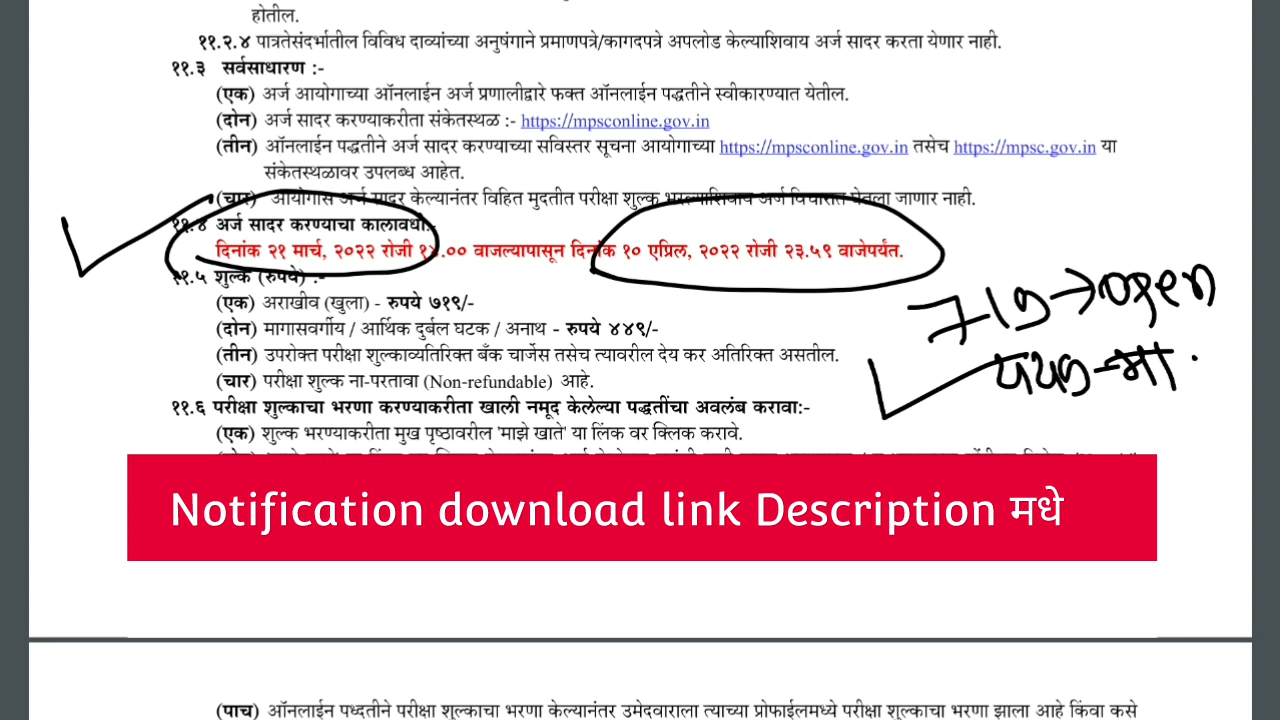 होतील.
११.२.४ पात्रतेसंदर्भातील विविध दाव्यांच्या अनुषंगाने प्रमाणपत्रे/कागदपत्रे अपलोड केल्याशिवाय अर्ज सादर करता येणार नाही.
११.३ सर्वसाधारण :-
(एक) अर्ज आयोगाच्या ऑनलाईन अर्ज प्रणालीद्वारे फक्त ऑनलाईन पद्धतीने स्वीकारण्यात येतील.
(दोन) अर्ज सादर करण्याकरीता संकेतस्थळ :- https://mpsconline.gov.in
(तीन) ऑनलाईन पद्धतीने अर्ज सादर करण्याच्या सविस्तर सूचना आयोगाच्या https://mpsconline.gov.in तसेच https://mpsc.gov.in या
संकेतस्थळावर उपलब्ध आहेत.
(चार) आयोगास अर्ज सादर केल्यानंतर विहित मुदतीत परीक्षा शुल्क भरल्याशिवाय अर्ज विचारात घेतला जाणार नाही.
११.४ अर्ज सादर करण्याचा कालावधी:-
दिनांक २१ मार्च, २०२२ रोजी वाजल्यापासून दिनांक १० एप्रिल, २०२२ रोजी २३.५९ वाजेपर्यंत.
११.५ शुल्क (रुपये) :-
(एक) अराखीव (खुला) - रुपये ७१९/-
(दोन) मागासवर्गीय / आर्थिक दुर्बल घटक / अनाथ - रुपये ४४९/-
(तीन) उपरोक्त परीक्षा शुल्काव्यतिरिक्त बँक चार्जेस तसेच त्यावरील देय कर अतिरिक्त असतील.
(चार) परीक्षा शुल्क ना-परतावा (Non-refundable) आहे.
११.६ परीक्षा शुल्काचा भरणा करण्याकरीता खाली नमूद केलेल्या पद्धतींचा अवलंब करावा:-
(एक) शुल्क भरण्याकरीता मुख पृष्ठावरील 'माझे खाते' या लिंक वर क्लिक करावे.
७१९→open
४४९-मा.
Notification download link Description मधे
(पाच) ऑनलाईन पध्दतीने परीक्षा शुल्काचा भरणा केल्यानंतर उमेदवाराला त्याच्या प्रोफाईलमध्ये परीक्षा शुल्काचा भरणा झाला आहे किंवा कसे